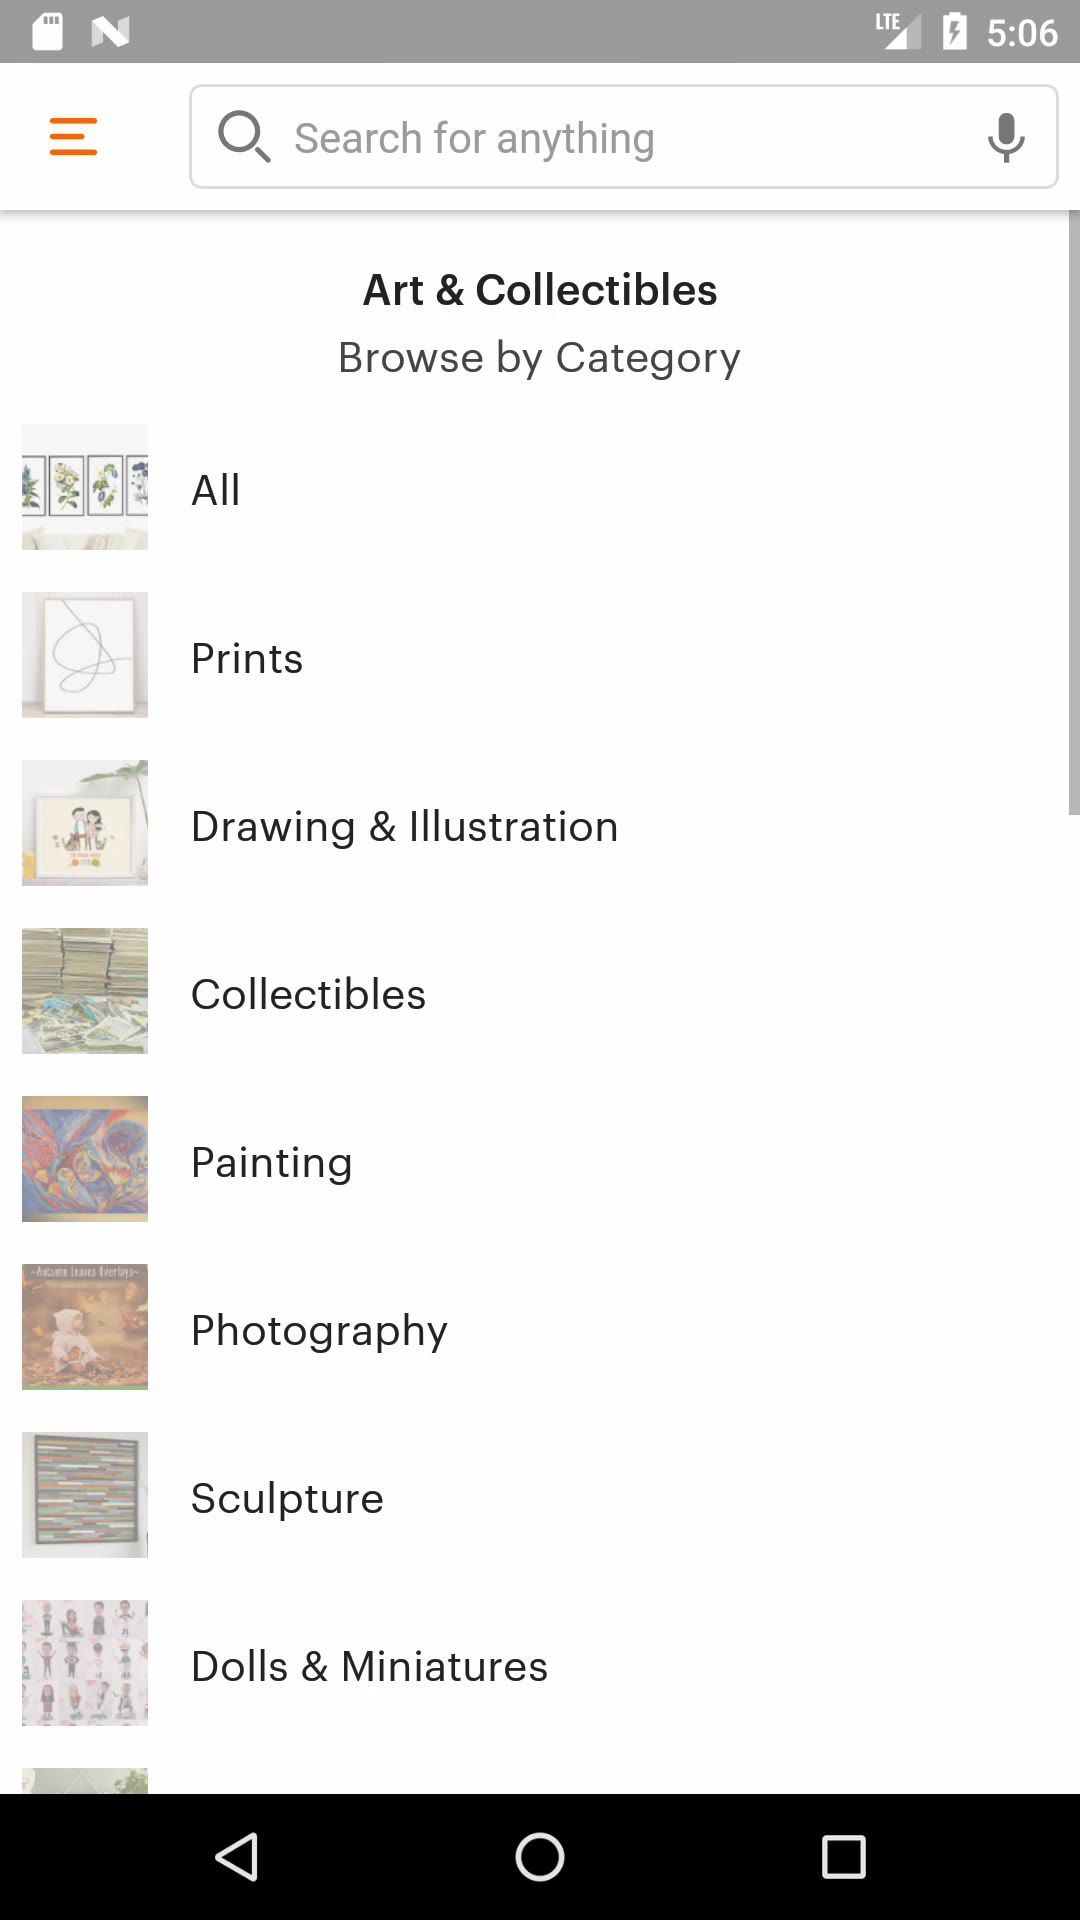 LTE 5:06
Search for anything
Art & Collectibles
Browse by Category
All
Prints
Drawing & Illustration
Collectibles
Painting
~Autumn Leaves Overlays~
Photography
Sculpture
Dolls & Miniatures